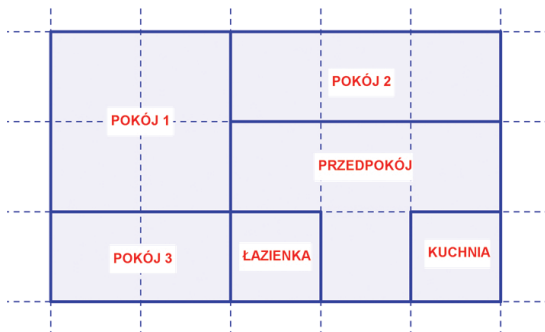 POKÓJ 2
POKÓJ 1
PRZEDPOKÓJ
POKÓJ 3
ŁAZIENKA
KUCHNIA